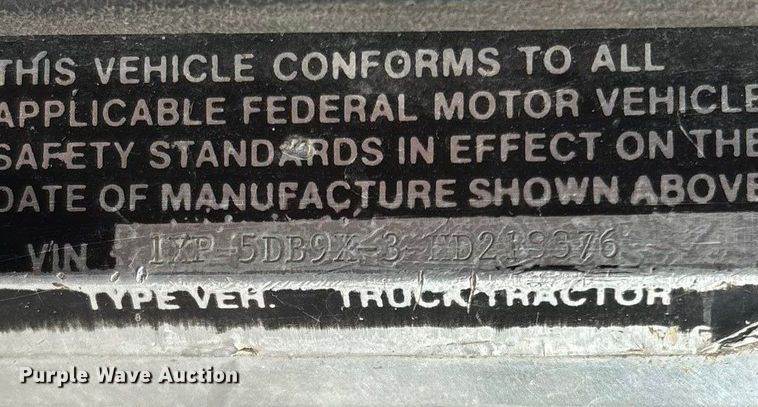 THIS VEHICLE CONFORMS TO ALL
APPLICABLE FEDERAL MOTOR VEHICLE
SAFETY STANDARDS IN EFFECT ON THE
DATE OF MANUFACTURE SHOWN ABOVE
VIN 1XP-5DB9X-3 FD219376
TYPE VEH. TRUCK TRACTOR
Purple Wave Auction